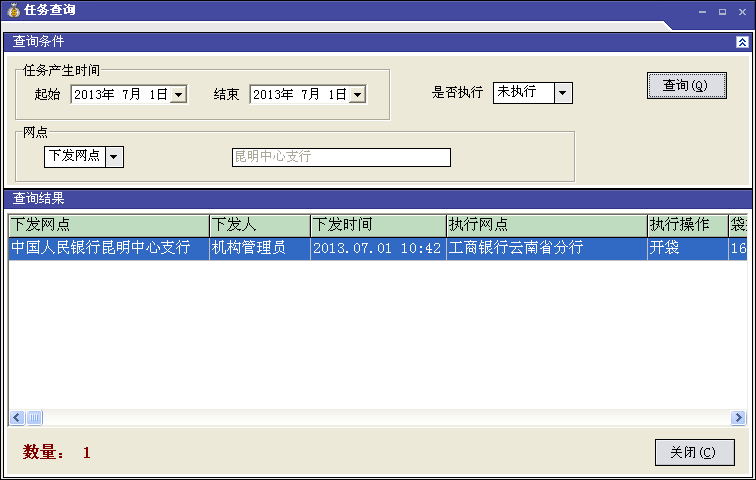 任务查询
查询条件
任务产生时间
起始 2013年 7月 1日 结束 2013年 7月 1日 是否执行 未执行 查询(Q)
网点
下发网点 昆明中心支行
查询结果
下发网点 下发人 下发时间 执行网点 执行操作 袋
中国人民银行昆明中心支行 机构管理员 2013.07.01 10:42 工商银行云南省分行 开袋 16
数量： 1 关闭(C)